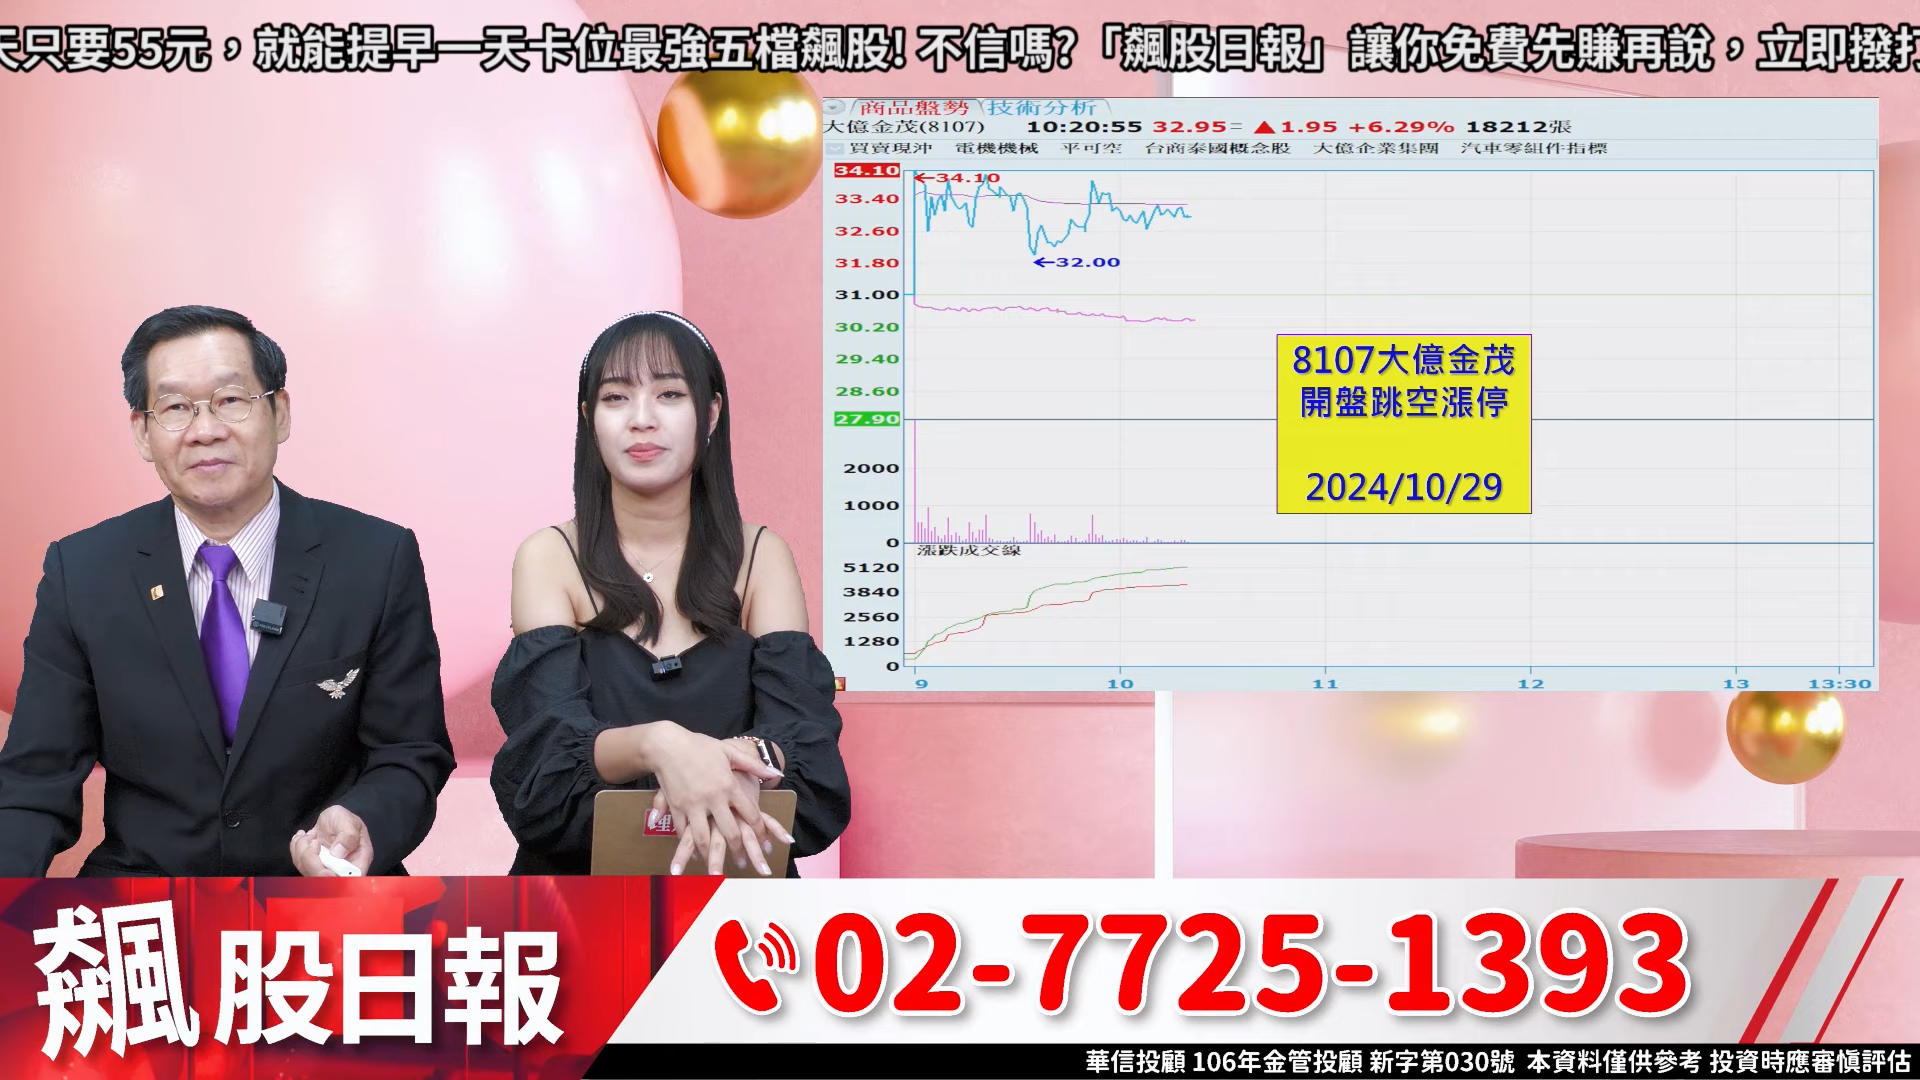 天只要55元，就能提早一天卡位最強五檔飆股! 不信嗎?「飆股日報」讓你免費先賺再說，立即撥打
商品盤勢 技術分析
大億金茂(8107) 10:20:55 32.95= ▲1.95 +6.29% 18212張
買賣現沖 電機機械 平可空 台商泰國概念股 大億企業集團 汽車零組件指標
34.10
←34.10
33.40
32.60
31.80
←32.00
31.00
30.20
29.40
28.60
27.90
8107大億金茂
開盤跳空漲停
2024/10/29
2000
1000
0
漲跌成交線
5120
3840
2560
1280
0
9 10 11 12 13 13:30
飆股日報
02-7725-1393
華信投顧 106年金管投顧 新字第030號 本資料僅供參考 投資時應審慎評估